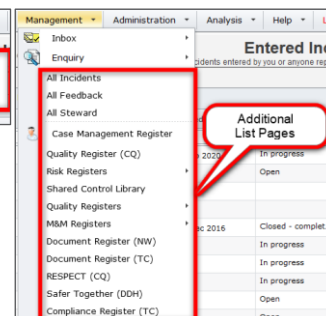 Management Administration Analysis Help
Inbox
Enquiry
Entered Inc
cidents entered by you or anyone rep
All Incidents
All Feedback
All Steward
Case Management Register
Quality Register (CQ)
Risk Registers
Shared Control Library
Quality Registers
M&M Registers
Document Register (NW)
Document Register (TC)
RESPECT (CQ)
Safer Together (DDH)
Compliance Register (TC)
Additional
List Pages
2020
In progress
Open
ec 2016
Closed - complet
In progress
In progress
In progress
Open
Open